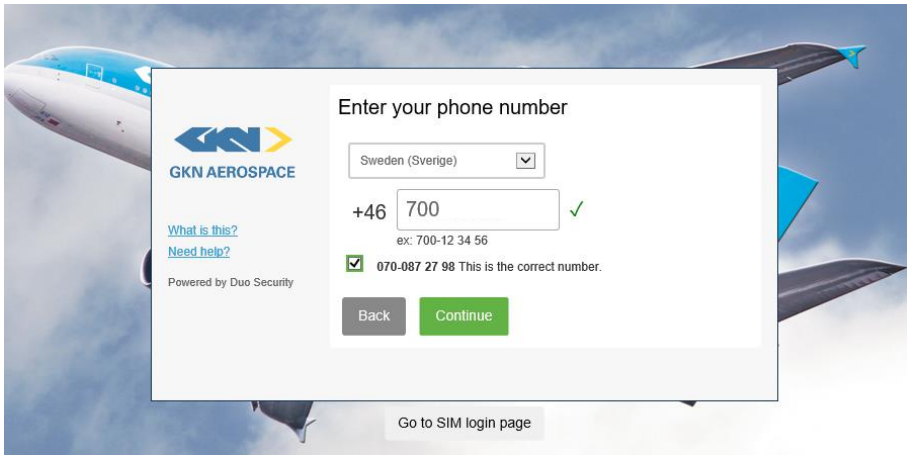 Enter your phone number
GKN
GKN AEROSPACE
Sweden (Sverige)
+46 700 ✓
ex: 700-12 34 56
What is this?
Need help?
070-087 27 98 This is the correct number.
Powered by Duo Security
Back Continue
Go to SIM login page